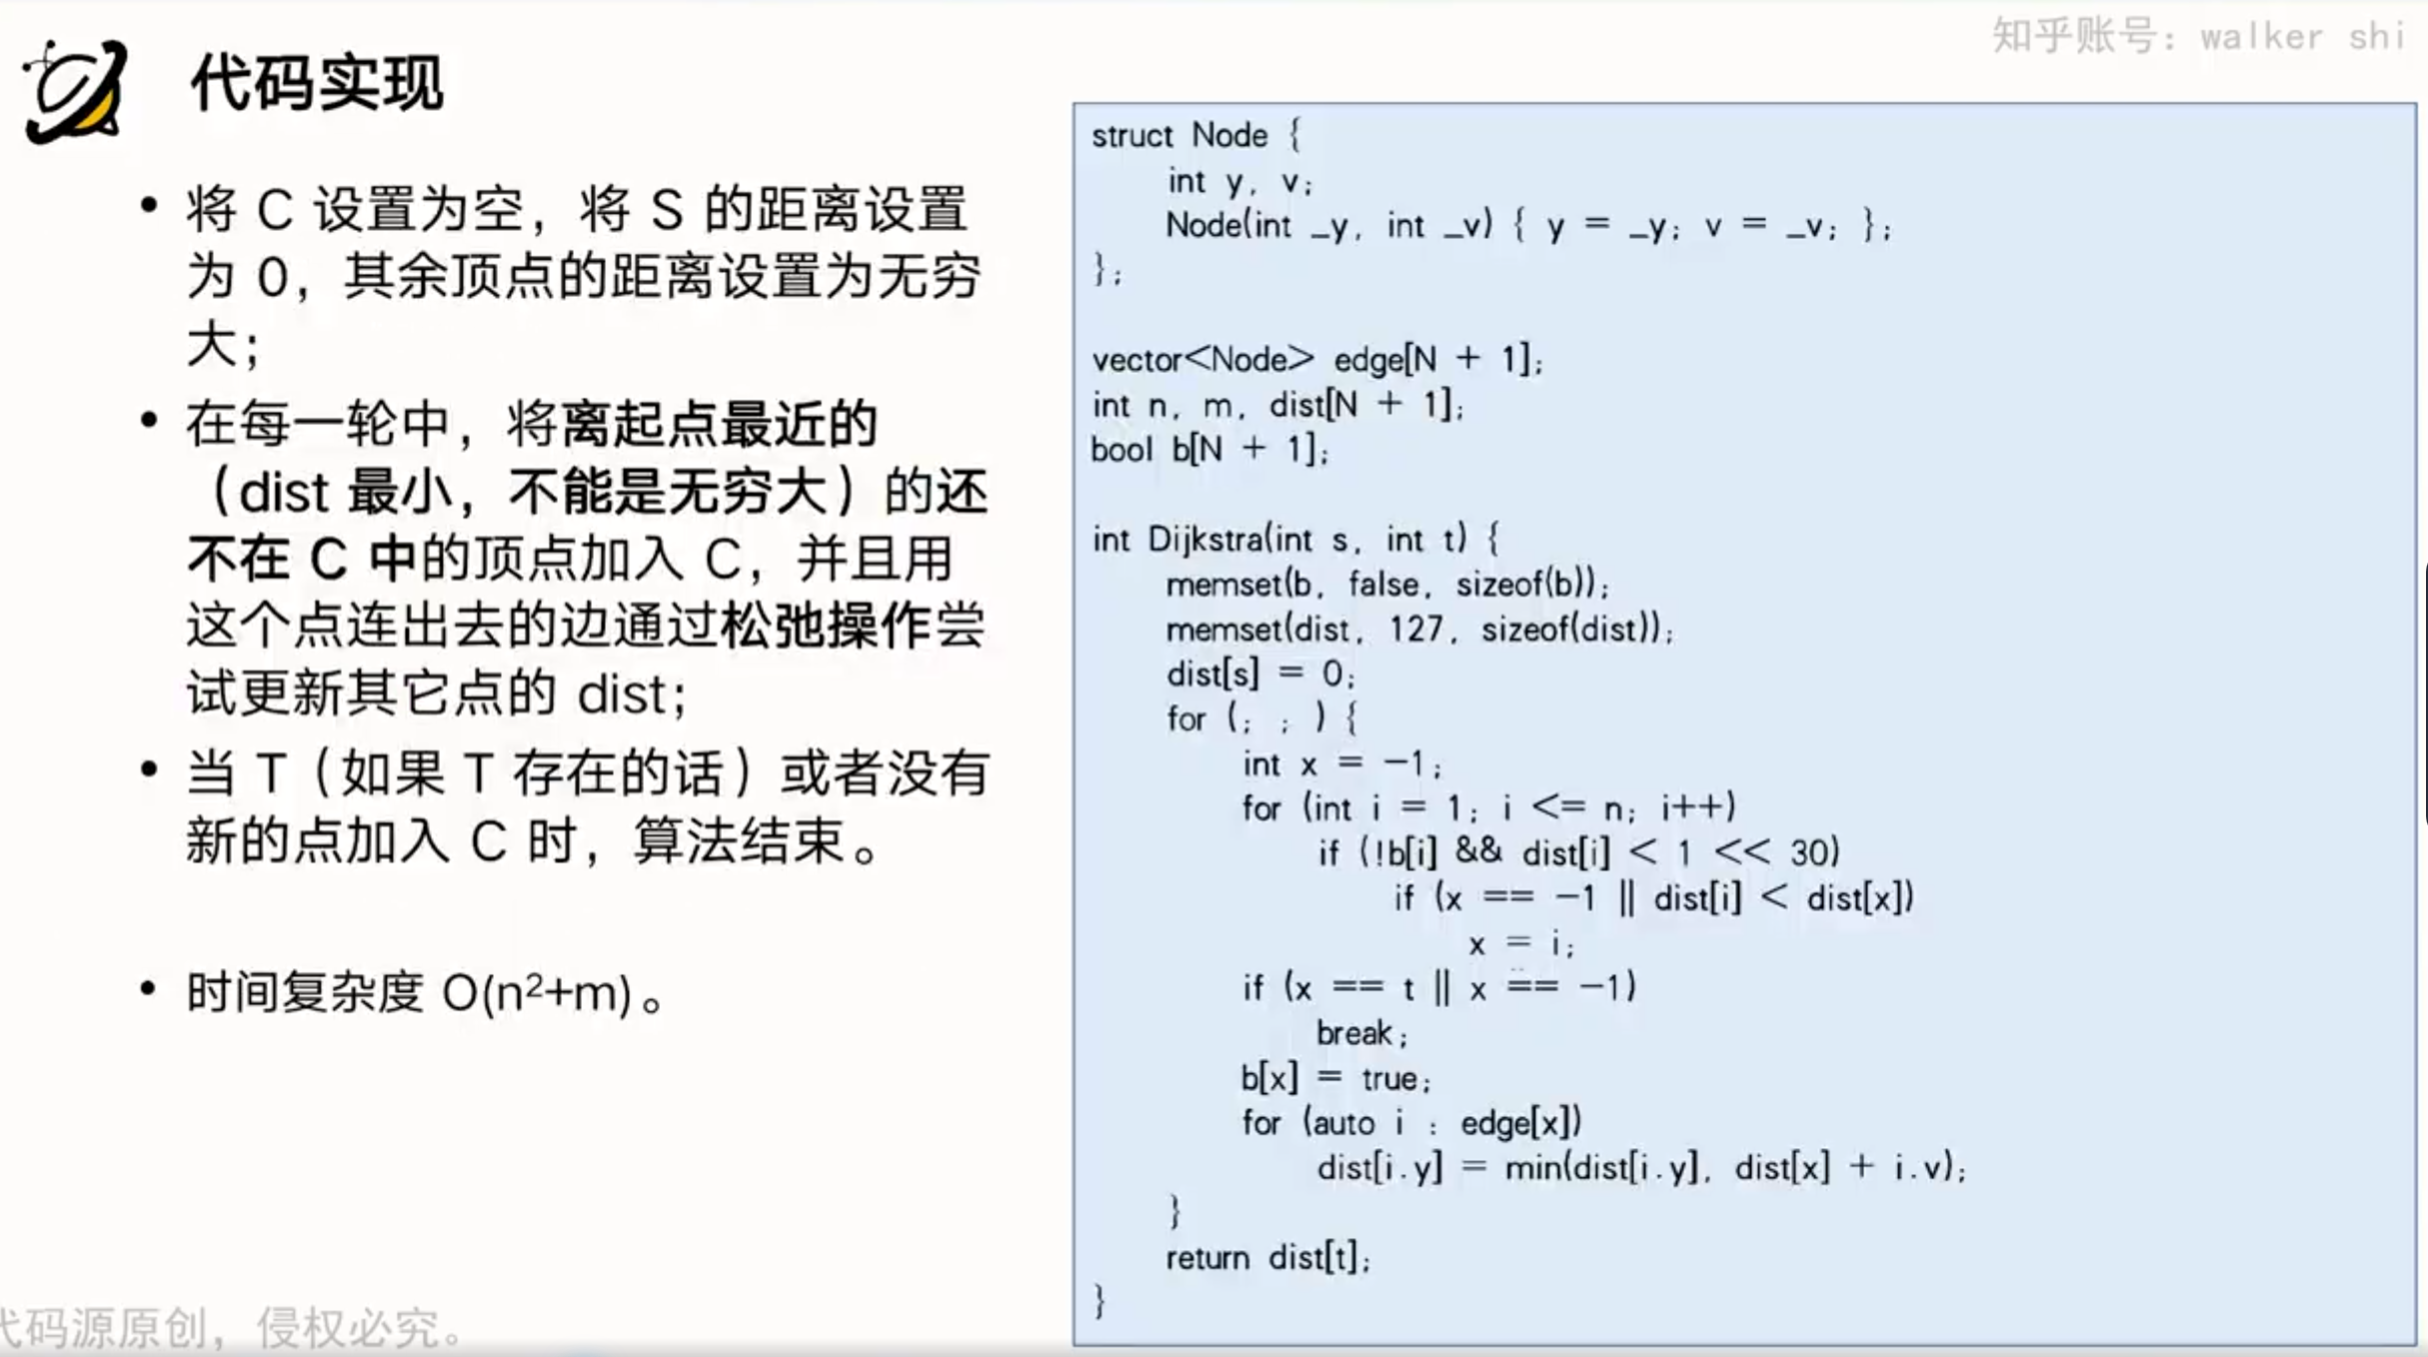 知乎账号：walker shi
代码实现
• 将 C 设置为空，将 S 的距离设置
为 0，其余顶点的距离设置为无穷
大；
• 在每一轮中，将离起点最近的
（dist 最小，不能是无穷大）的还
不在 C 中的顶点加入 C，并且用
这个点连出去的边通过松弛操作尝
试更新其它点的 dist；
• 当 T（如果 T 存在的话）或者没有
新的点加入 C 时，算法结束。
• 时间复杂度 O(n²+m)。
struct Node {
    int y, v;
    Node(int _y, int _v) { y = _y; v = _v; };
};

vector<Node> edge[N + 1];
int n, m, dist[N + 1];
bool b[N + 1];

int Dijkstra(int s, int t) {
    memset(b, false, sizeof(b));
    memset(dist, 127, sizeof(dist));
    dist[s] = 0;
    for (; ; ) {
        int x = -1;
        for (int i = 1; i <= n; i++)
            if (!b[i] && dist[i] < 1 << 30)
                if (x == -1 || dist[i] < dist[x])
                    x = i;
        if (x == t || x == -1)
            break;
        b[x] = true;
        for (auto i : edge[x])
            dist[i.y] = min(dist[i.y], dist[x] + i.v);
    }
    return dist[t];
}
代码源原创，侵权必究。